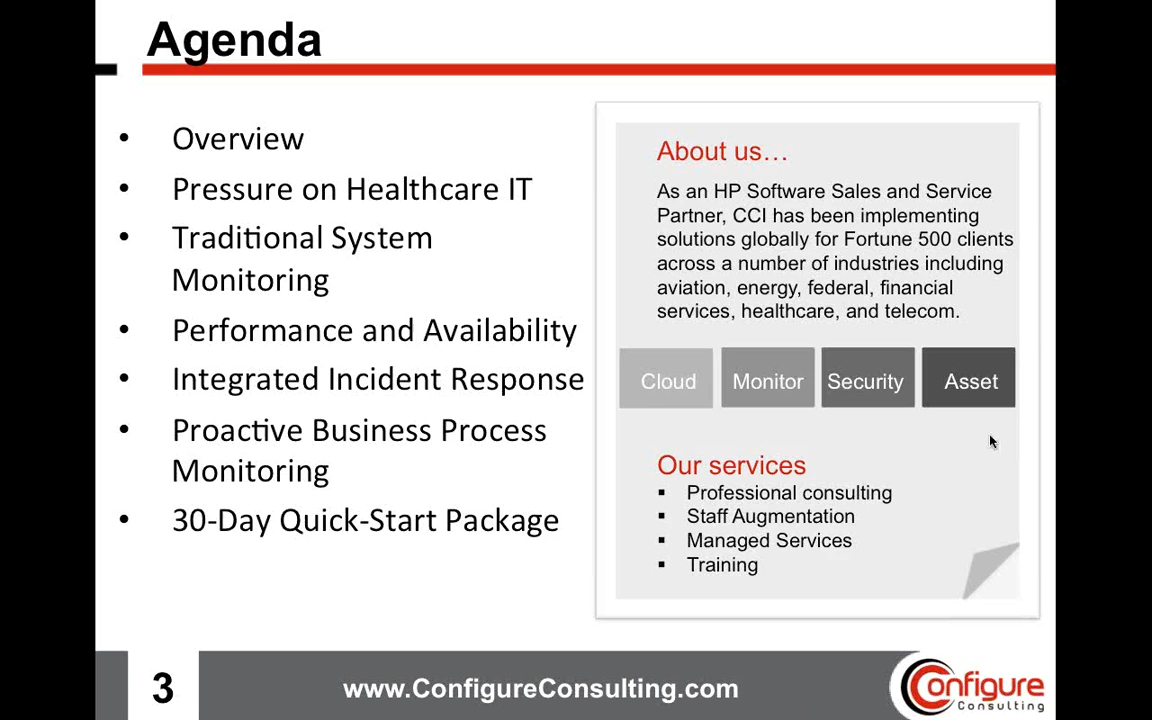 Agenda
• Overview
• Pressure on Healthcare IT
• Traditional System
Monitoring
• Performance and Availability
• Integrated Incident Response
• Proactive Business Process
Monitoring
• 30-Day Quick-Start Package
About us…
As an HP Software Sales and Service
Partner, CCI has been implementing
solutions globally for Fortune 500 clients
across a number of industries including
aviation, energy, federal, financial
services, healthcare, and telecom.
Cloud Monitor Security Asset
Our services
▪ Professional consulting
▪ Staff Augmentation
▪ Managed Services
▪ Training
3
www.ConfigureConsulting.com
Configure
Consulting